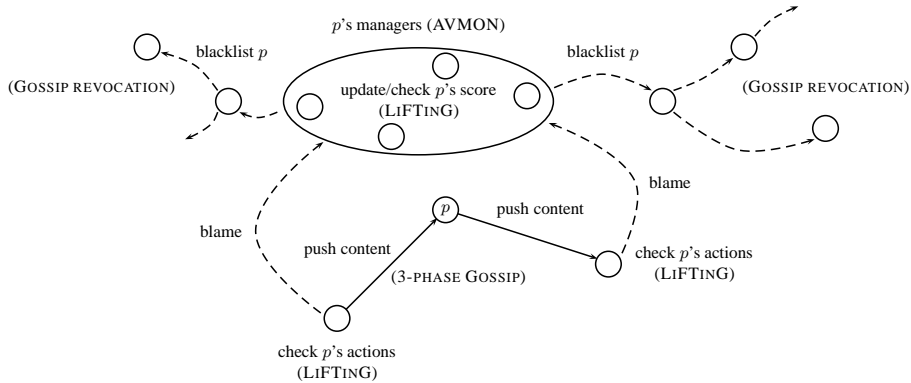 p's managers (AVMON)
blacklist p
blacklist p
(GOSSIP REVOCATION)
update/check p's score
(LIFTING)
(GOSSIP REVOCATION)
blame
p
push content
blame
push content
check p's actions
(LIFTING)
(3-PHASE GOSSIP)
check p's actions
(LIFTING)